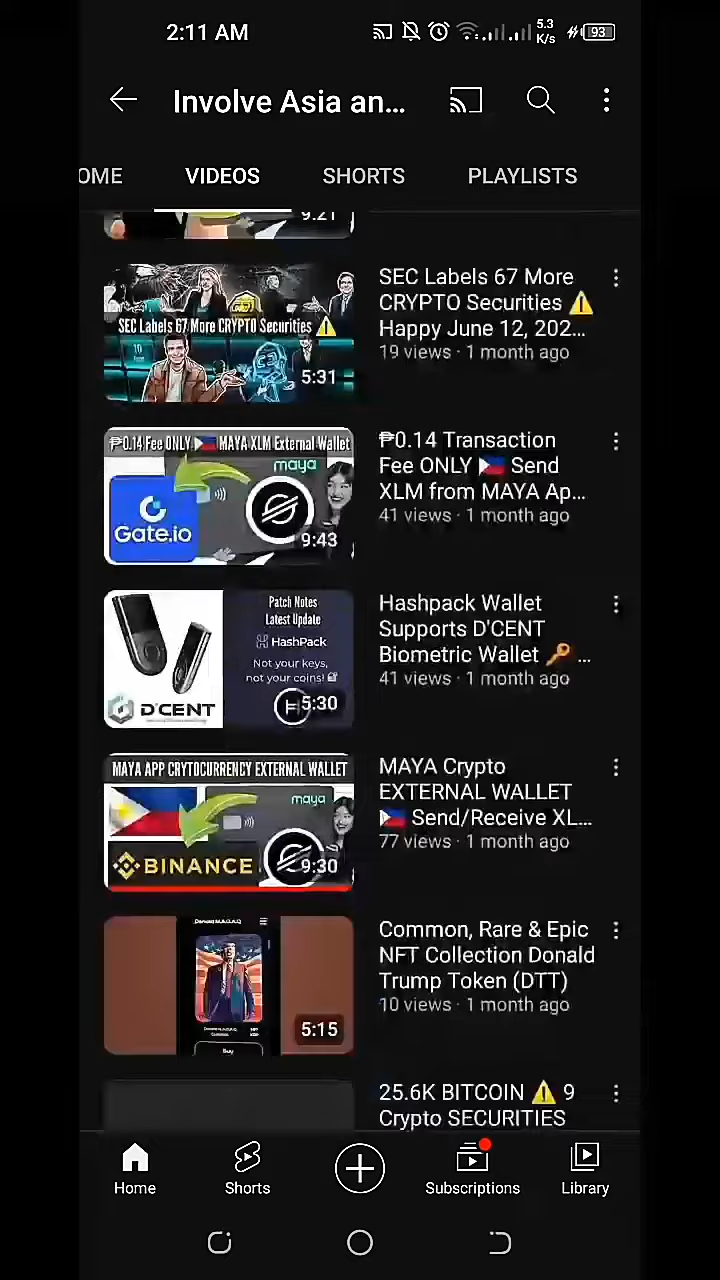 2:11 AM
5.3
K/s
93
Involve Asia an...
OME
VIDEOS
SHORTS
PLAYLISTS
9:21
SEC Labels 67 More CRYPTO Securities ⚠️
5:31
SEC Labels 67 More
CRYPTO Securities ⚠️
Happy June 12, 202...
19 views · 1 month ago
₱0.14 Fee ONLY 🇵🇭 MAYA XLM External Wallet
maya
Gate.io
9:43
₱0.14 Transaction
Fee ONLY 🇵🇭 Send
XLM from MAYA Ap...
41 views · 1 month ago
Patch Notes
Latest Update
HashPack
Not your keys,
not your coins! 🔐
D'CENT
5:30
Hashpack Wallet
Supports D'CENT
Biometric Wallet 🔑 ...
41 views · 1 month ago
MAYA APP CRYTOCURRENCY EXTERNAL WALLET
maya
BINANCE
9:30
MAYA Crypto
EXTERNAL WALLET
🇵🇭 Send/Receive XL...
77 views · 1 month ago
Buy
5:15
Common, Rare & Epic
NFT Collection Donald
Trump Token (DTT)
10 views · 1 month ago
25.6K BITCOIN ⚠️ 9
Crypto SECURITIES
Home
Shorts
Subscriptions
Library